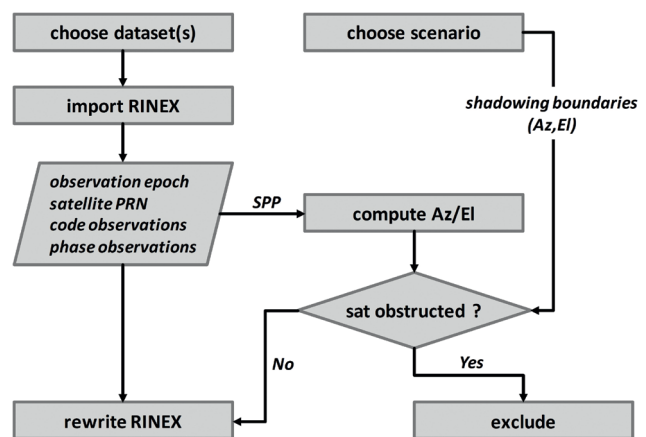 choose dataset(s)
choose scenario
import RINEX
shadowing boundaries
(Az,El)
observation epoch
satellite PRN
code observations
phase observations
SPP
compute Az/El
sat obstructed ?
No
Yes
rewrite RINEX
exclude